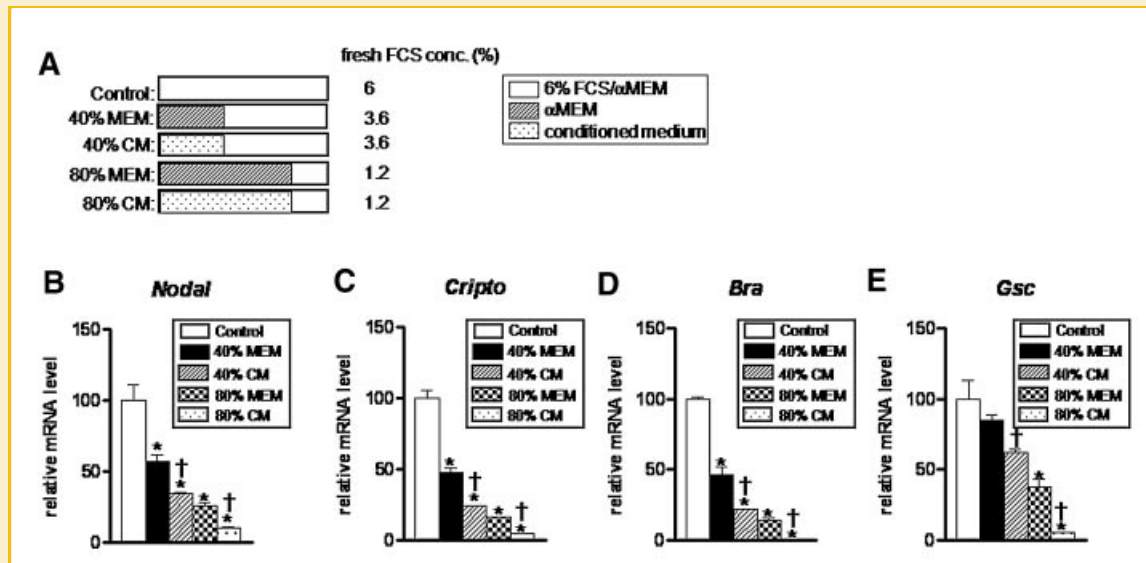 A
fresh FCS conc. (%)
Control: 6
40% MEM: 3.6
40% CM: 3.6
80% MEM: 1.2
80% CM: 1.2
6% FCS/αMEM
αMEM
conditioned medium
B Nodal
relative mRNA level
150
100
50
0
Control
40% MEM
40% CM
80% MEM
80% CM
*
†
*
*
†
*
C Cripto
relative mRNA level
150
100
50
0
Control
40% MEM
40% CM
80% MEM
80% CM
*
†
*
*
†
*
D Bra
relative mRNA level
150
100
50
0
Control
40% MEM
40% CM
80% MEM
80% CM
*
†
*
*
†
*
E Gsc
relative mRNA level
150
100
50
0
Control
40% MEM
40% CM
80% MEM
80% CM
†
*
†
*